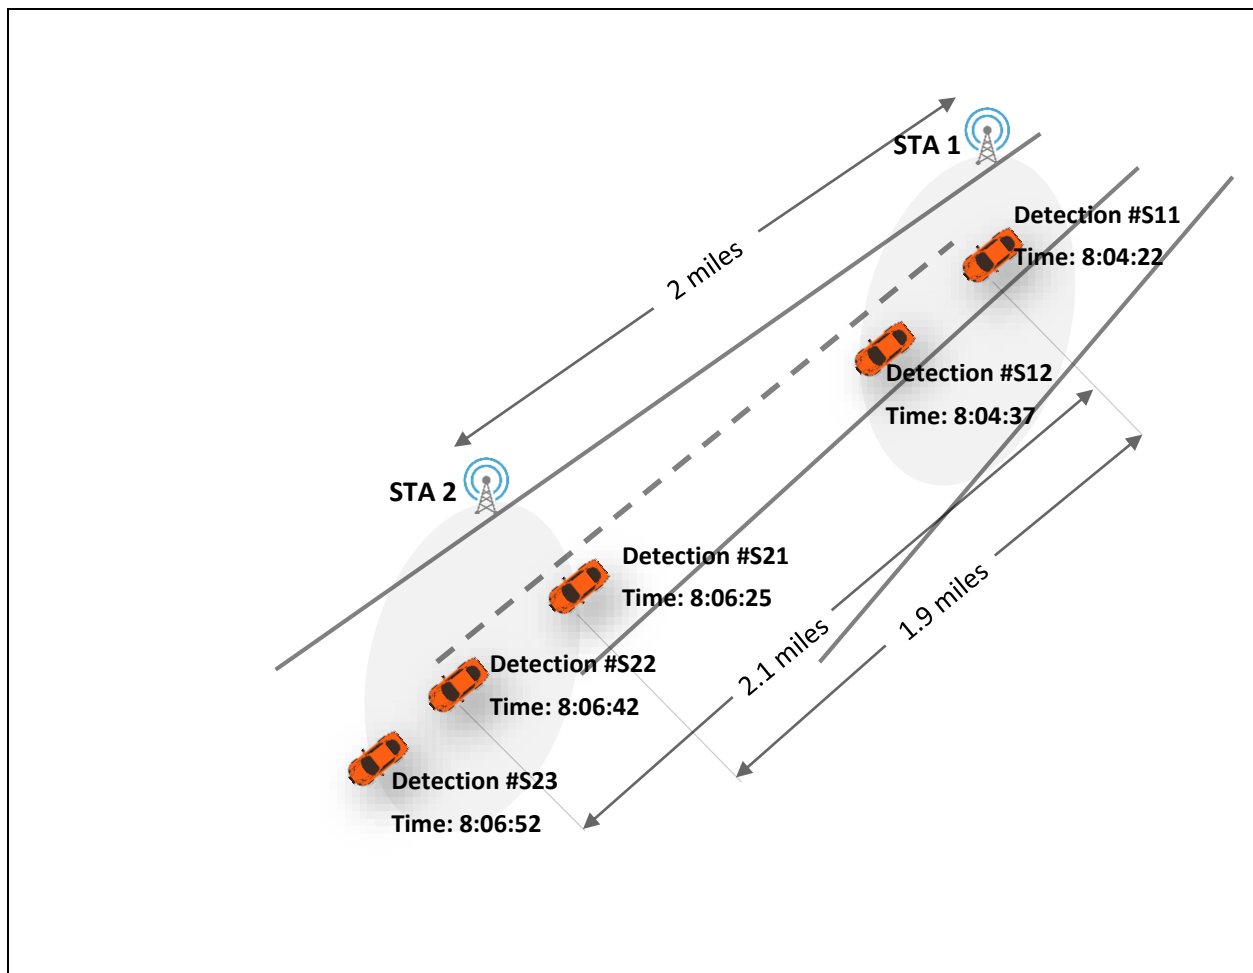 STA 1
Detection #S11
Time: 8:04:22
2 miles
Detection #S12
Time: 8:04:37
STA 2
Detection #S21
Time: 8:06:25
1.9 miles
2.1 miles
Detection #S22
Time: 8:06:42
Detection #S23
Time: 8:06:52